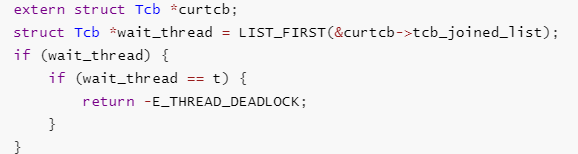 extern struct Tcb *curtcb;
struct Tcb *wait_thread = LIST_FIRST(&curtcb->tcb_joined_list);
if (wait_thread) {
    if (wait_thread == t) {
        return -E_THREAD_DEADLOCK;
    }
}